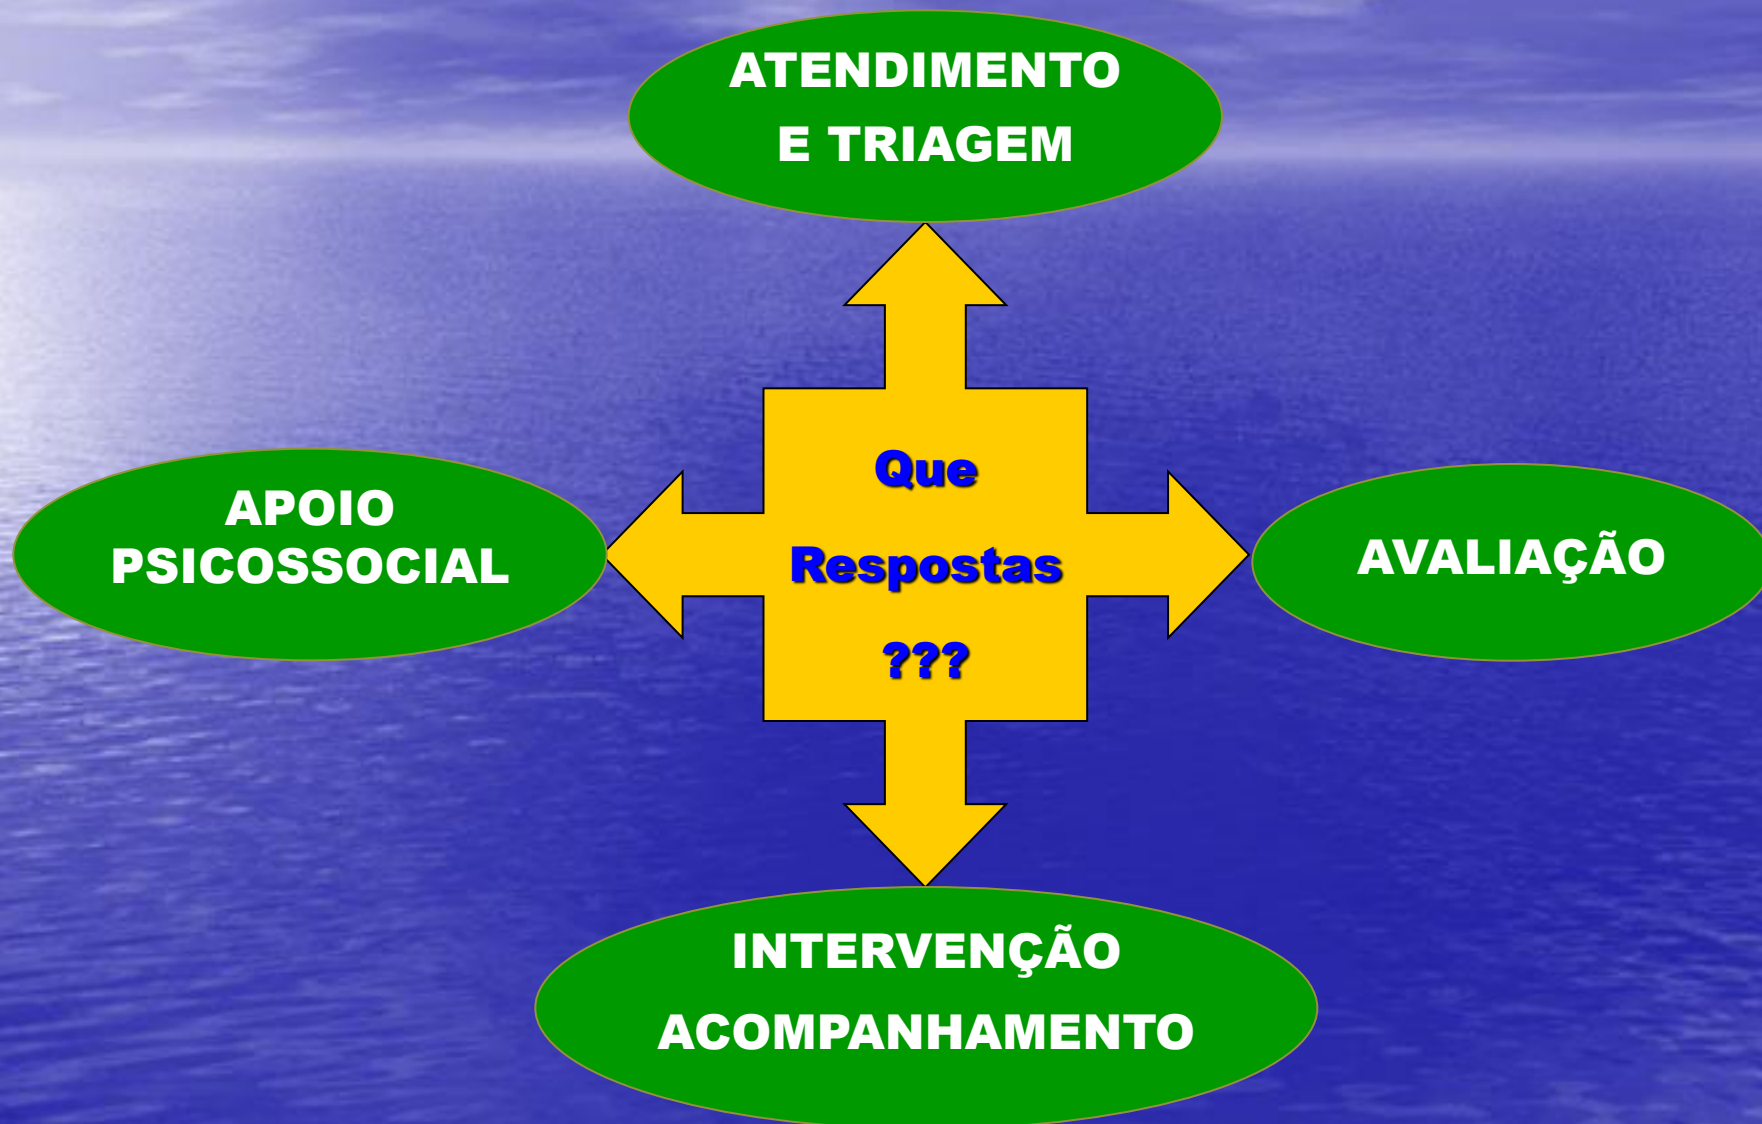 ATENDIMENTO
E TRIAGEM
Que
Respostas
???
APOIO
PSICOSSOCIAL
AVALIAÇÃO
INTERVENÇÃO
ACOMPANHAMENTO